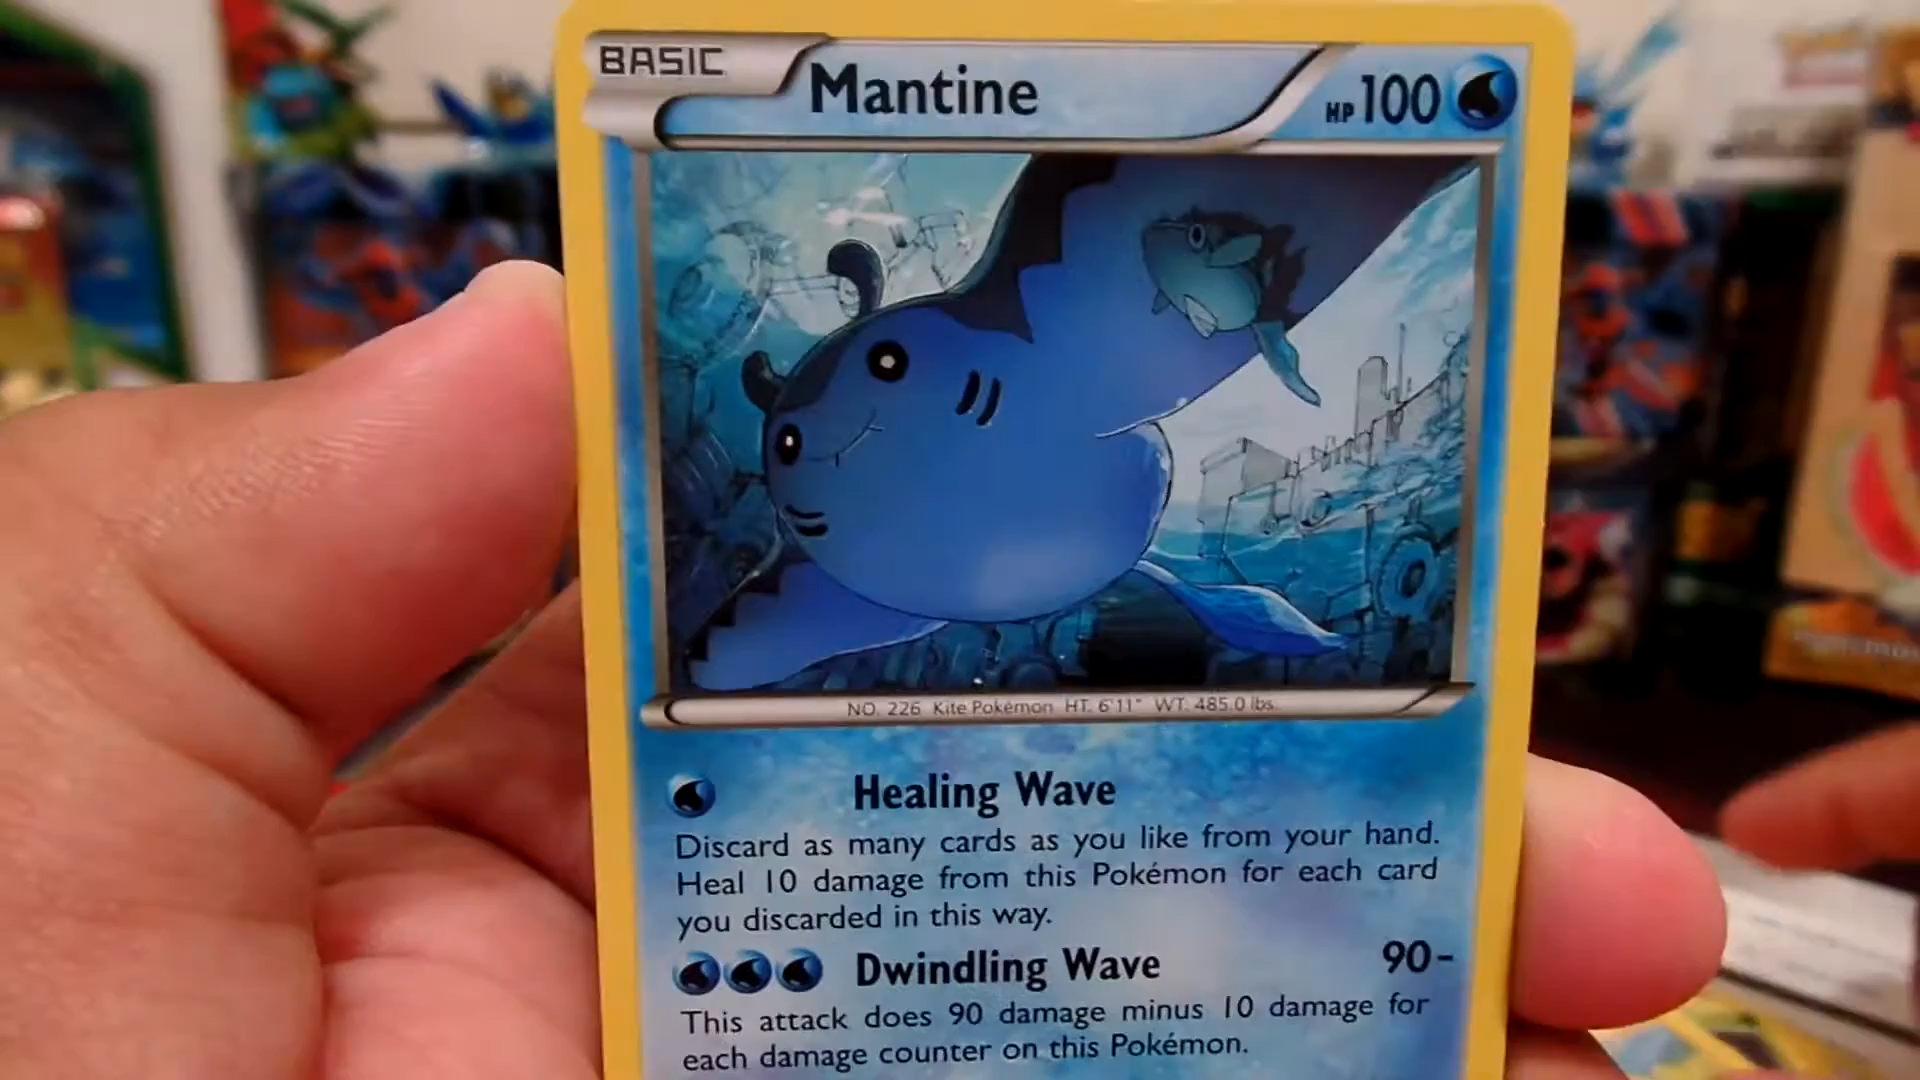 BASIC Mantine HP 100
NO. 226 Kite Pokémon HT. 6'11" WT. 485.0 lbs.
Healing Wave
Discard as many cards as you like from your hand.
Heal 10 damage from this Pokémon for each card
you discarded in this way.
Dwindling Wave 90-
This attack does 90 damage minus 10 damage for
each damage counter on this Pokémon.